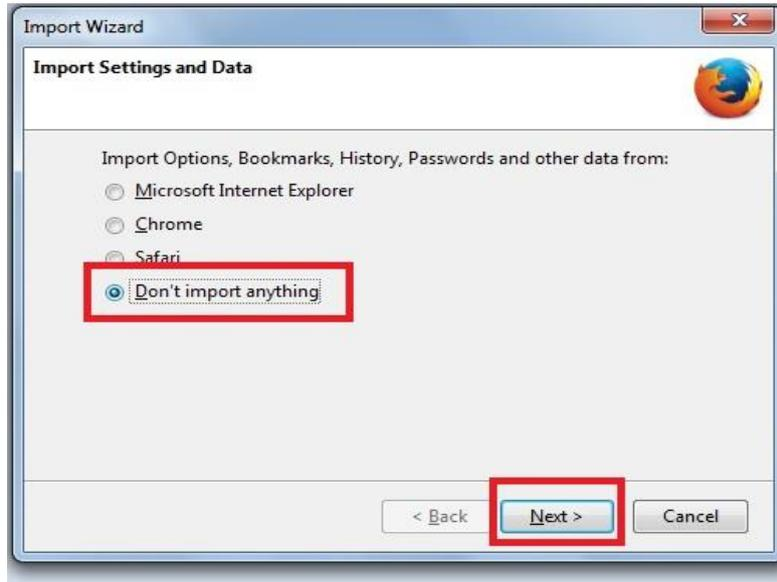 Import Wizard
Import Settings and Data
Import Options, Bookmarks, History, Passwords and other data from:
Microsoft Internet Explorer
Chrome
Safari
Don't import anything
< Back
Next >
Cancel